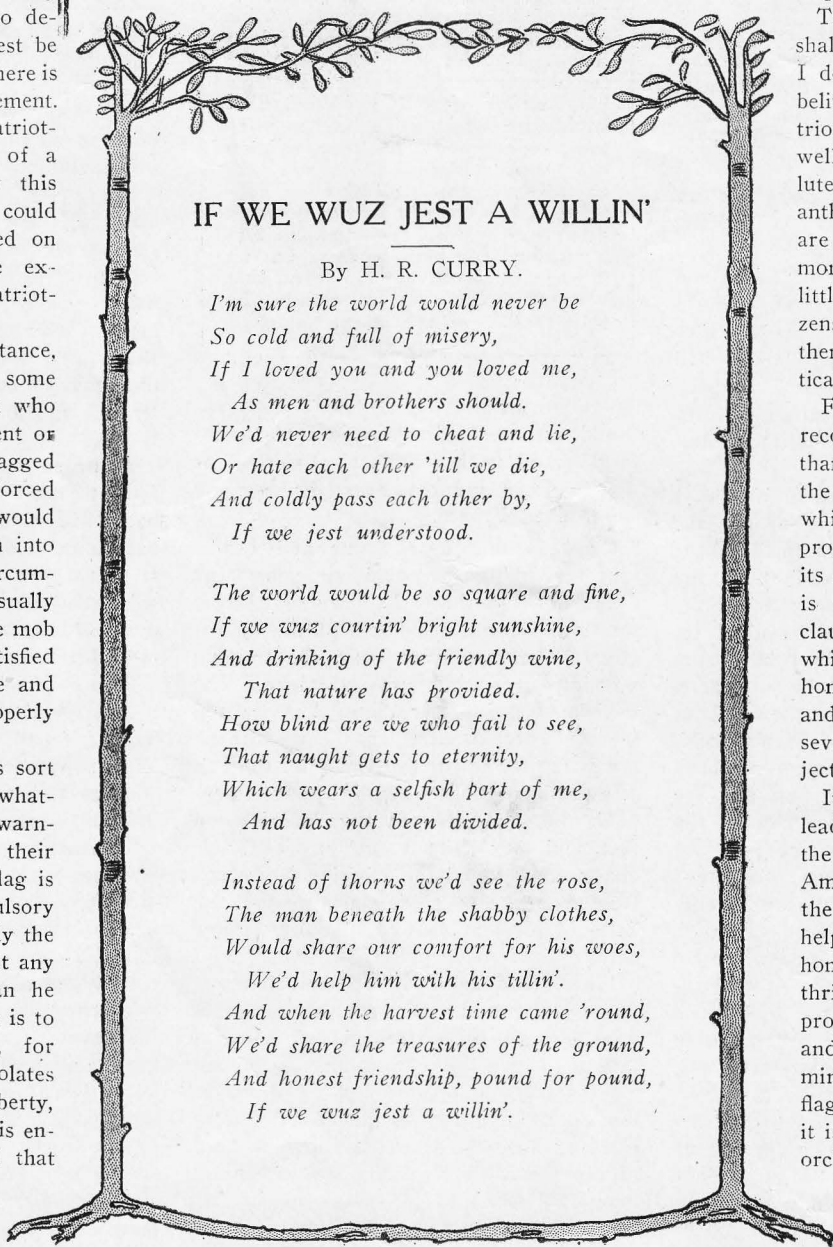 IF WE WUZ JEST A WILLIN'
By H. R. CURRY.
I'm sure the world would never be
So cold and full of misery,
If I loved you and you loved me,
As men and brothers should.
We'd never need to cheat and lie,
Or hate each other 'till we die,
And coldly pass each other by,
If we jest understood.
The world would be so square and fine,
If we wuz courtin' bright sunshine,
And drinking of the friendly wine,
That nature has provided.
How blind are we who fail to see,
That naught gets to eternity,
Which wears a selfish part of me,
And has not been divided.
Instead of thorns we'd see the rose,
The man beneath the shabby clothes,
Would share our comfort for his woes,
We'd help him with his tillin'.
And when the harvest time came 'round,
We'd share the treasures of the ground,
And honest friendship, pound for pound,
If we wuz jest a willin'.